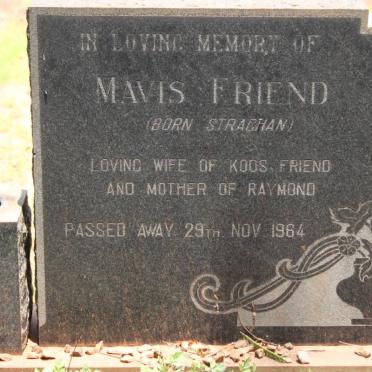 IN LOVING MEMORY OF
MAVIS FRIEND
(BORN STRACHAN)
LOVING WIFE OF KOOS FRIEND
AND MOTHER OF RAYMOND
PASSED AWAY 29TH. NOV. 1964